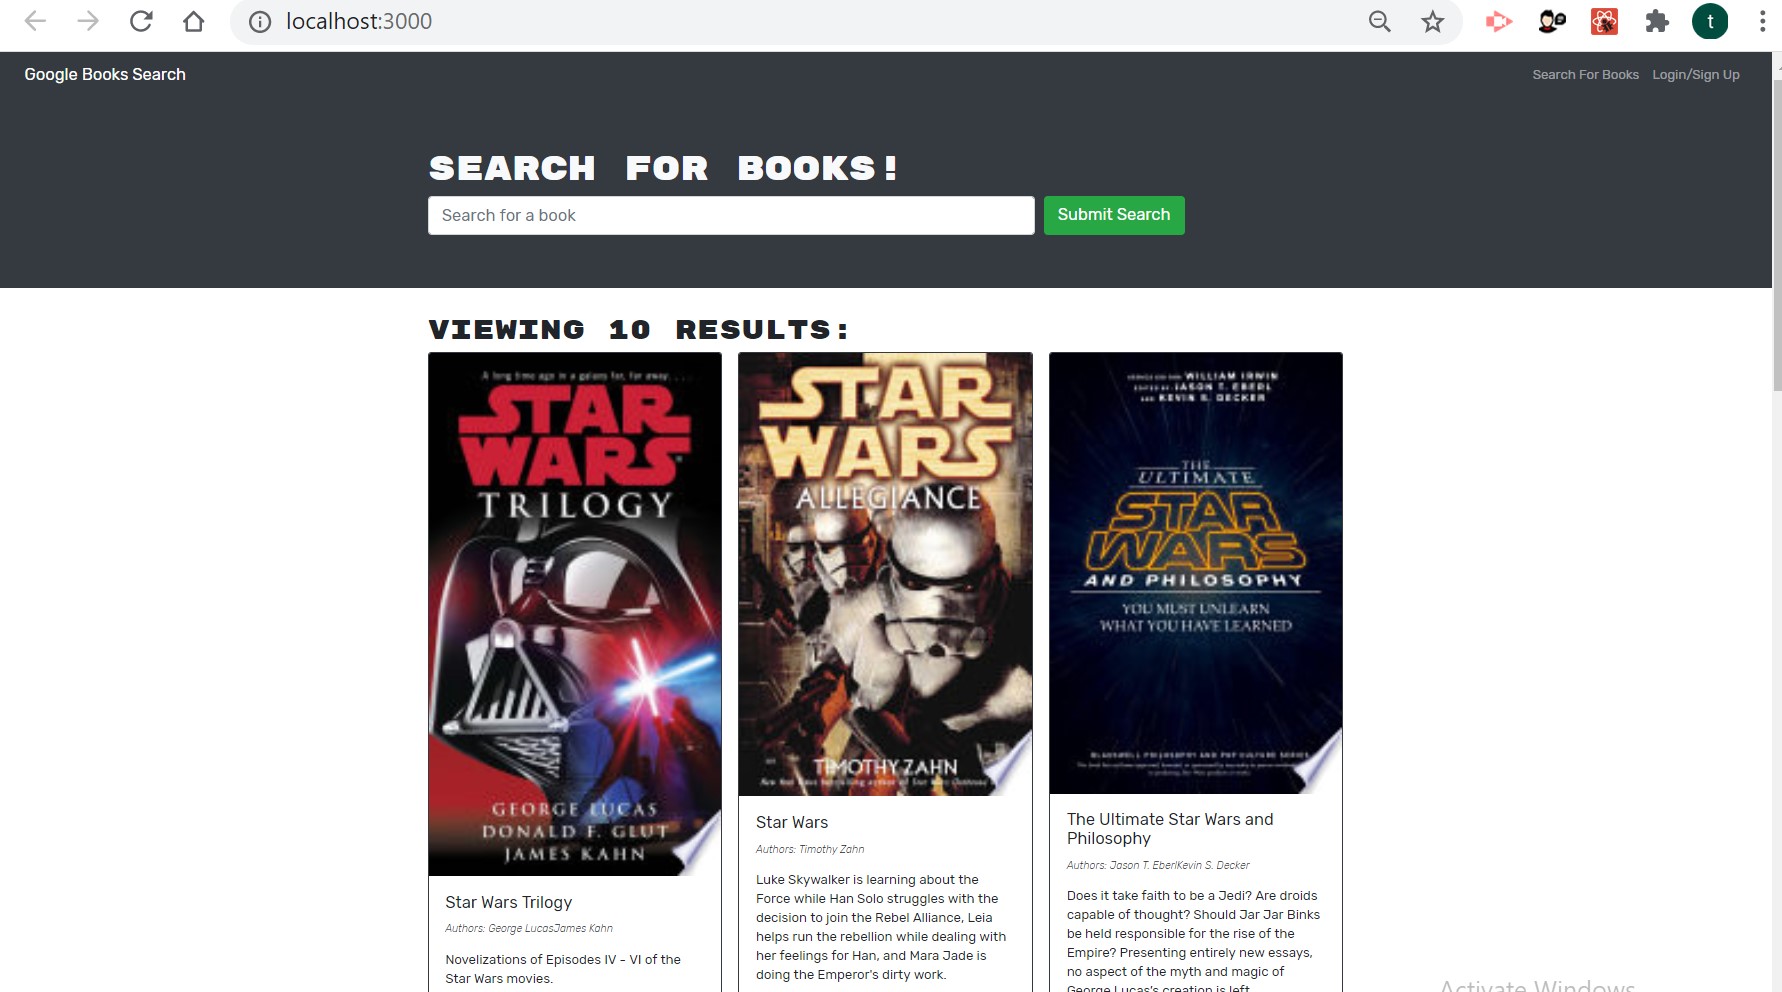 localhost:3000
t
Google Books Search
Search For Books
Login/Sign Up
SEARCH FOR BOOKS!
Search for a book
Submit Search
VIEWING 10 RESULTS:
A long time ago in a galaxy far, far away. . . .
STAR
WARS
TRILOGY
GEORGE LUCAS
DONALD F. GLUT
JAMES KAHN
Star Wars Trilogy
Authors: George LucasJames Kahn
Novelizations of Episodes IV - VI of the
Star Wars movies.
STAR
WARS
ALLEGIANCE
TIMOTHY ZAHN
Star Wars
Authors: Timothy Zahn
Luke Skywalker is learning about the
Force while Han Solo struggles with the
decision to join the Rebel Alliance, Leia
helps run the rebellion while dealing with
her feelings for Han, and Mara Jade is
doing the Emperor's dirty work.
WILLIAM IRWIN
EDITED BY JASON T. EBERL
AND KEVIN S. DECKER
THE
ULTIMATE
STAR
WARS
AND PHILOSOPHY
YOU MUST UNLEARN
WHAT YOU HAVE LEARNED
BLACKWELL PHILOSOPHY AND POP CULTURE SERIES
The Ultimate Star Wars and
Philosophy
Authors: Jason T. EberlKevin S. Decker
Does it take faith to be a Jedi? Are droids
capable of thought? Should Jar Jar Binks
be held responsible for the rise of the
Empire? Presenting entirely new essays,
no aspect of the myth and magic of
George Lucas's creation is left
Activate Windows